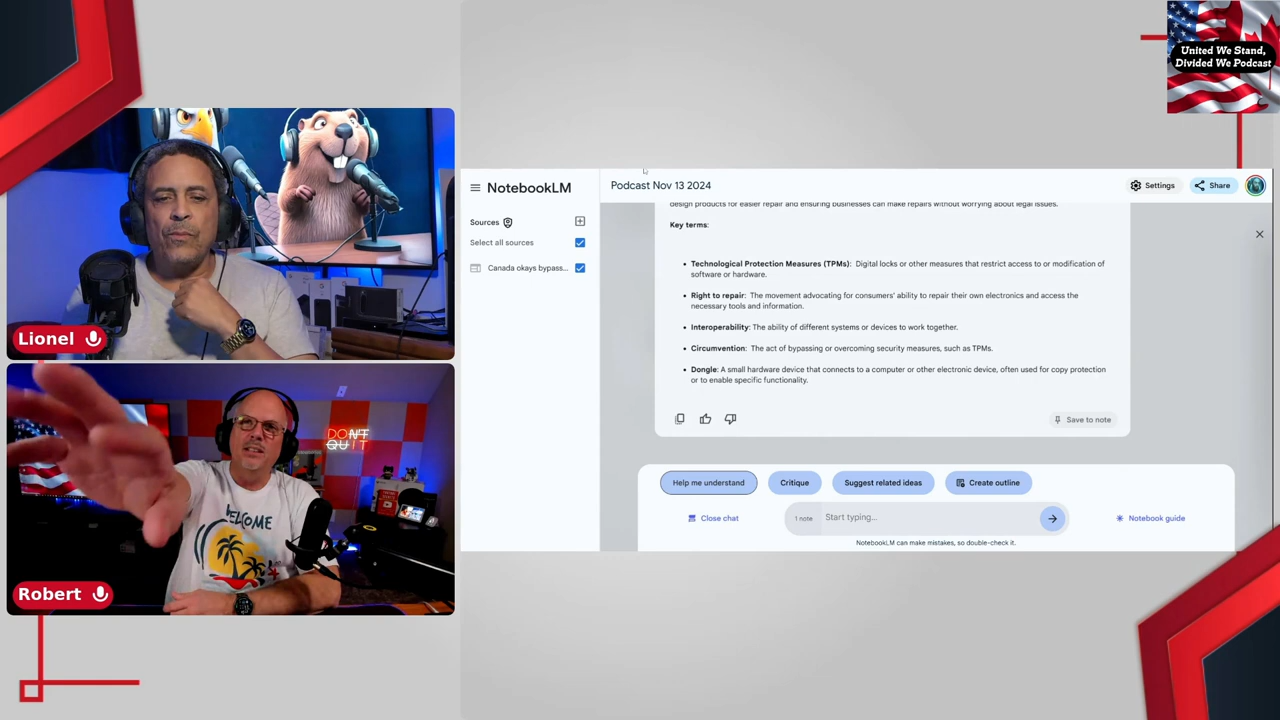 United We Stand,
Divided We Podcast
NotebookLM
Podcast Nov 13 2024
Settings
Share
Sources
Select all sources
Canada okays bypass...
design products for easier repair and ensuring businesses can make repairs without worrying about legal issues.
Key terms:
Technological Protection Measures (TPMs): Digital locks or other measures that restrict access to or modification of
software or hardware.
Right to repair: The movement advocating for consumers' ability to repair their own electronics and access the
necessary tools and information.
Interoperability: The ability of different systems or devices to work together.
Circumvention: The act of bypassing or overcoming security measures, such as TPMs.
Dongle: A small hardware device that connects to a computer or other electronic device, often used for copy protection
or to enable specific functionality.
Save to note
Help me understand
Critique
Suggest related ideas
Create outline
Close chat
1 note
Start typing...
Notebook guide
NotebookLM can make mistakes, so double-check it.
Lionel
DON'T
QUIT
WELCOME
Robert